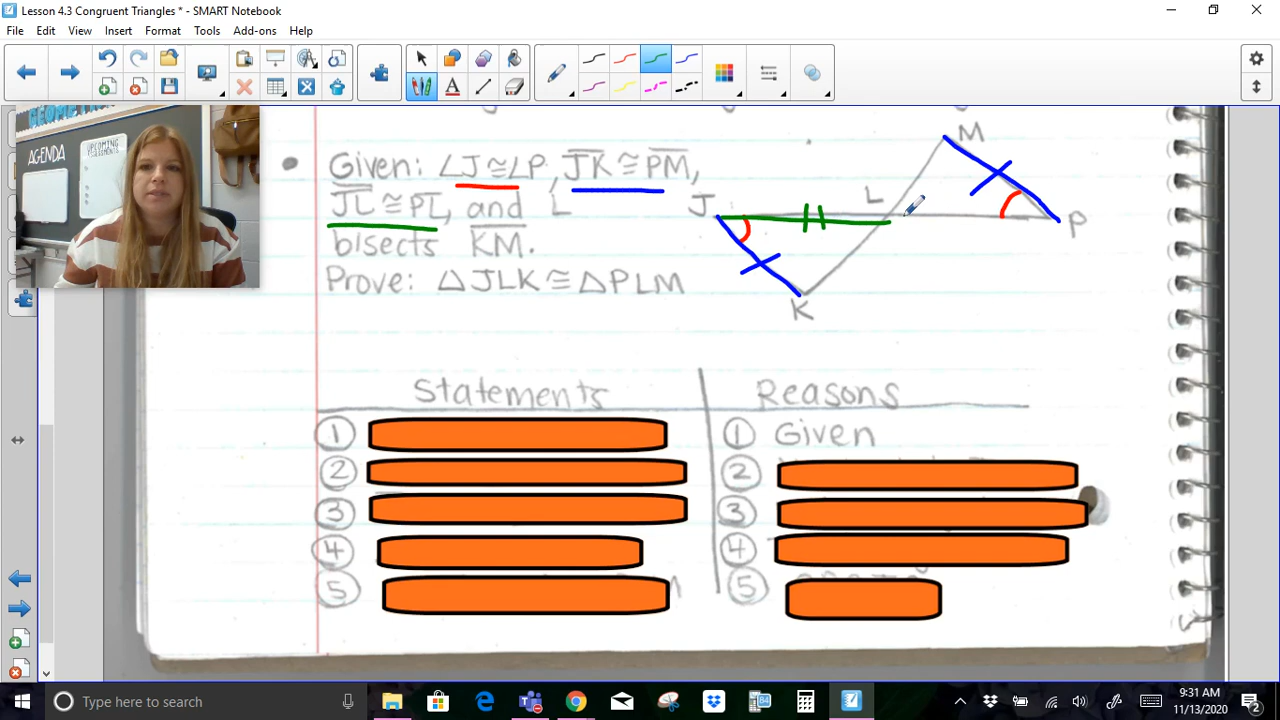 Lesson 4.3 Congruent Triangles * - SMART Notebook
File Edit View Insert Format Tools Add-ons Help
AGENDA
UPCOMING
M
Given: ∠J ≅ ∠P, JK ≅ PM,
JL ≅ PL, and L
bisects KM.
Prove: △JLK ≅ △PLM
J
L
P
K
Statements Reasons
① ① Given
② ②
③ ③
④ ④
⑤ ⑤
Type here to search
9:31 AM
11/13/2020
2